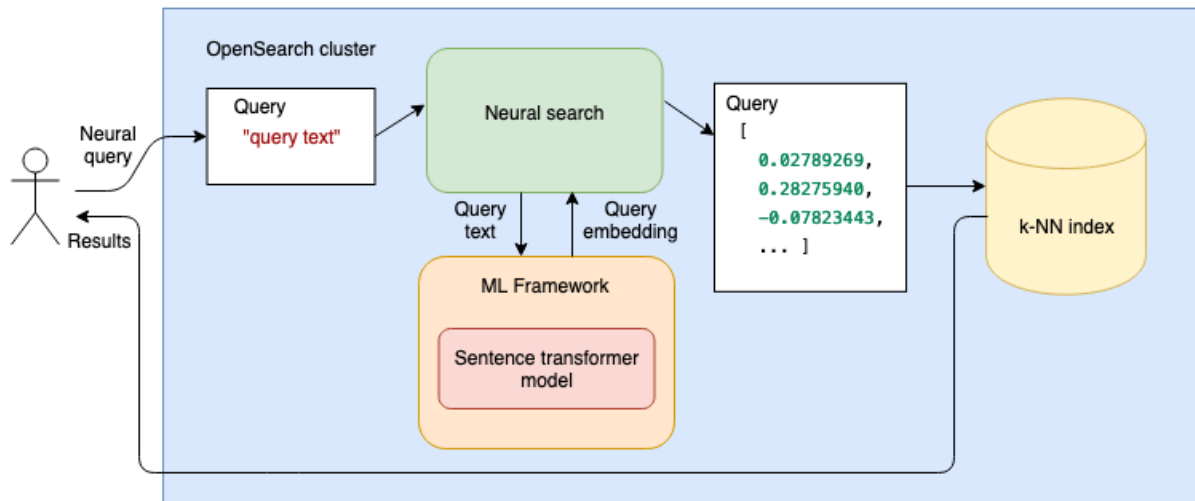 OpenSearch cluster
Neural
query
Results
Query
"query text"
Neural search
Query
text
Query
embedding
ML Framework
Sentence transformer
model
Query
[
0.02789269,
0.28275940,
-0.07823443,
... ]
k-NN index